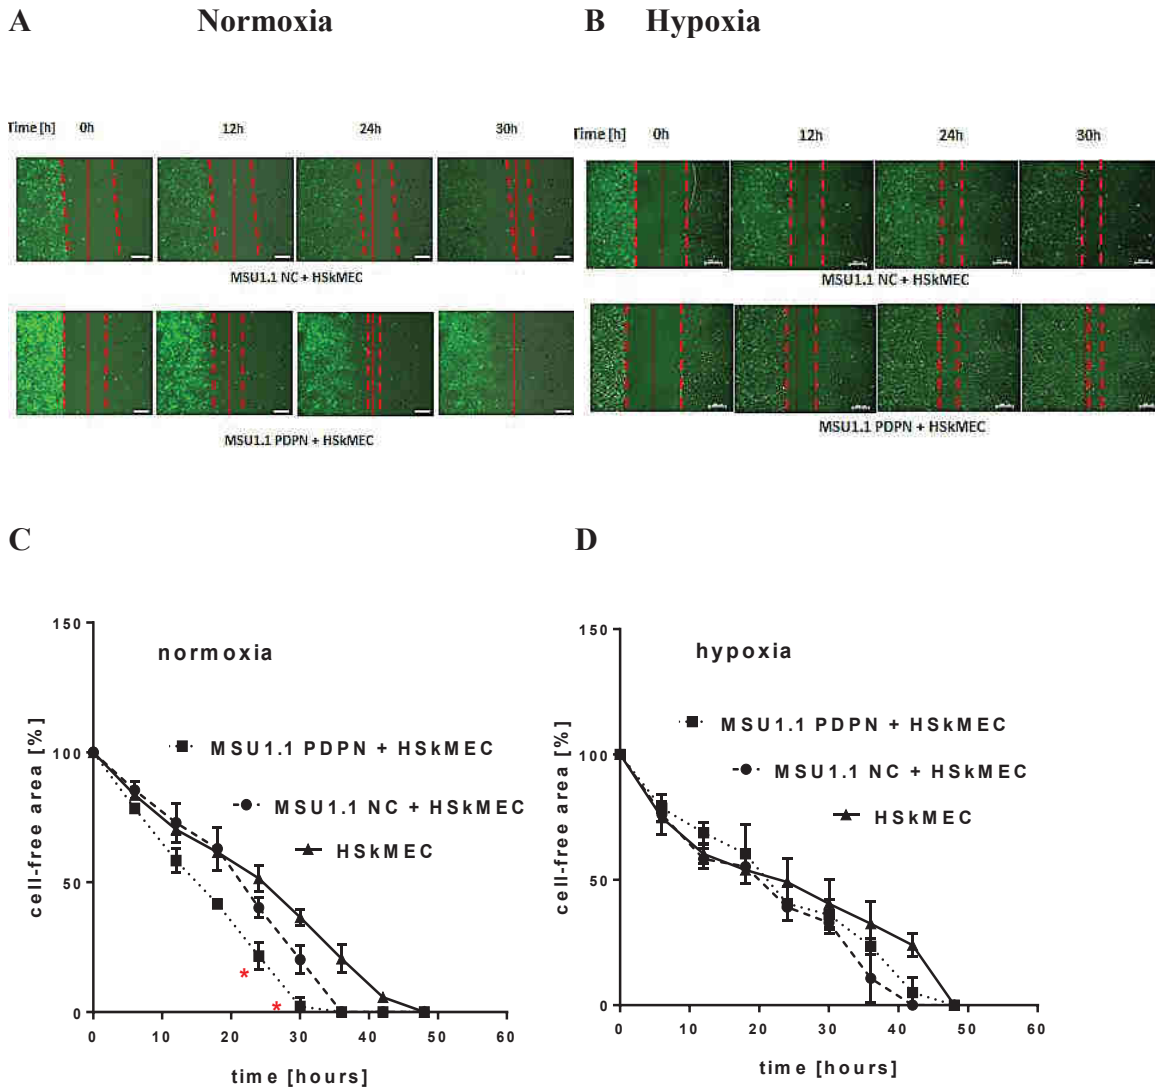 A Normoxia
B Hypoxia
Time [h] 0h 12h 24h 30h
Time [h] 0h 12h 24h 30h
MSU1.1 NC + HSkMEC
MSU1.1 NC + HSkMEC
MSU1.1 PDPN + HSkMEC
MSU1.1 PDPN + HSkMEC
C
150
100
50
0
cell-free area [%]
normoxia
MSU1.1 PDPN + HSkMEC
MSU1.1 NC + HSkMEC
HSkMEC
*
*
0 10 20 30 40 50 60
time [hours]
D
150
100
50
0
cell-free area [%]
hypoxia
MSU1.1 PDPN + HSkMEC
MSU1.1 NC + HSkMEC
HSkMEC
0 10 20 30 40 50 60
time [hours]